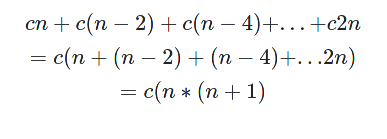 cn + c(n − 2) + c(n − 4)+. . . +c2n
= c(n + (n − 2) + (n − 4)+. . . 2n)
= c(n ∗ (n + 1)